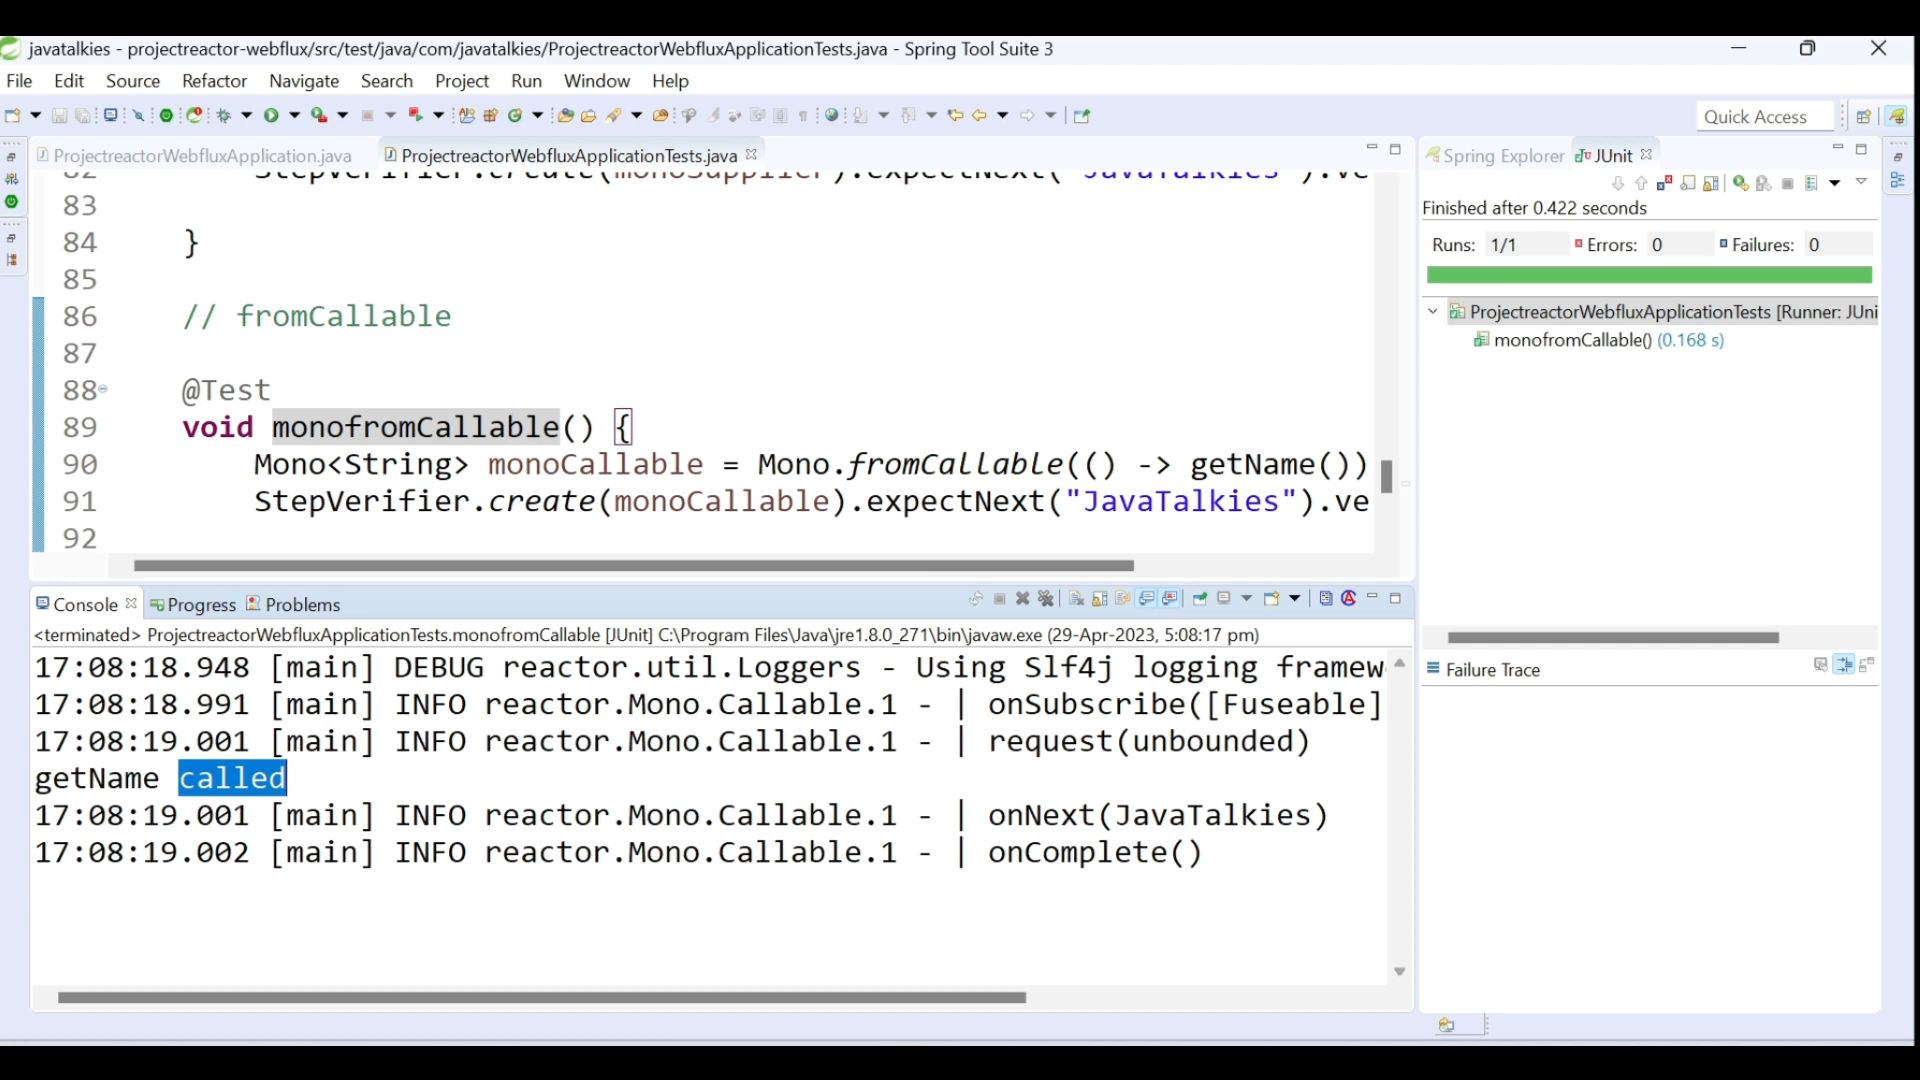 javatalkies - projectreactor-webflux/src/test/java/com/javatalkies/ProjectreactorWebfluxApplicationTests.java - Spring Tool Suite 3
File Edit Source Refactor Navigate Search Project Run Window Help
Quick Access
ProjectreactorWebfluxApplication.java
ProjectreactorWebfluxApplicationTests.java
82 StepVerifier.create(monoSupplier).expectNext("JavaTalkies").ve
83
84 }
85
86 // fromCallable
87
88 @Test
89 void monofromCallable() {
90 Mono<String> monoCallable = Mono.fromCallable(() -> getName())
91 StepVerifier.create(monoCallable).expectNext("JavaTalkies").ve
92
Spring Explorer JUnit
Finished after 0.422 seconds
Runs: 1/1 Errors: 0 Failures: 0
ProjectreactorWebfluxApplicationTests [Runner: JUni
monofromCallable() (0.168 s)
Failure Trace
Console Progress Problems
<terminated> ProjectreactorWebfluxApplicationTests.monofromCallable [JUnit] C:\Program Files\Java\jre1.8.0_271\bin\javaw.exe (29-Apr-2023, 5:08:17 pm)
17:08:18.948 [main] DEBUG reactor.util.Loggers - Using Slf4j logging framew
17:08:18.991 [main] INFO reactor.Mono.Callable.1 - | onSubscribe([Fuseable]
17:08:19.001 [main] INFO reactor.Mono.Callable.1 - | request(unbounded)
getName called
17:08:19.001 [main] INFO reactor.Mono.Callable.1 - | onNext(JavaTalkies)
17:08:19.002 [main] INFO reactor.Mono.Callable.1 - | onComplete()